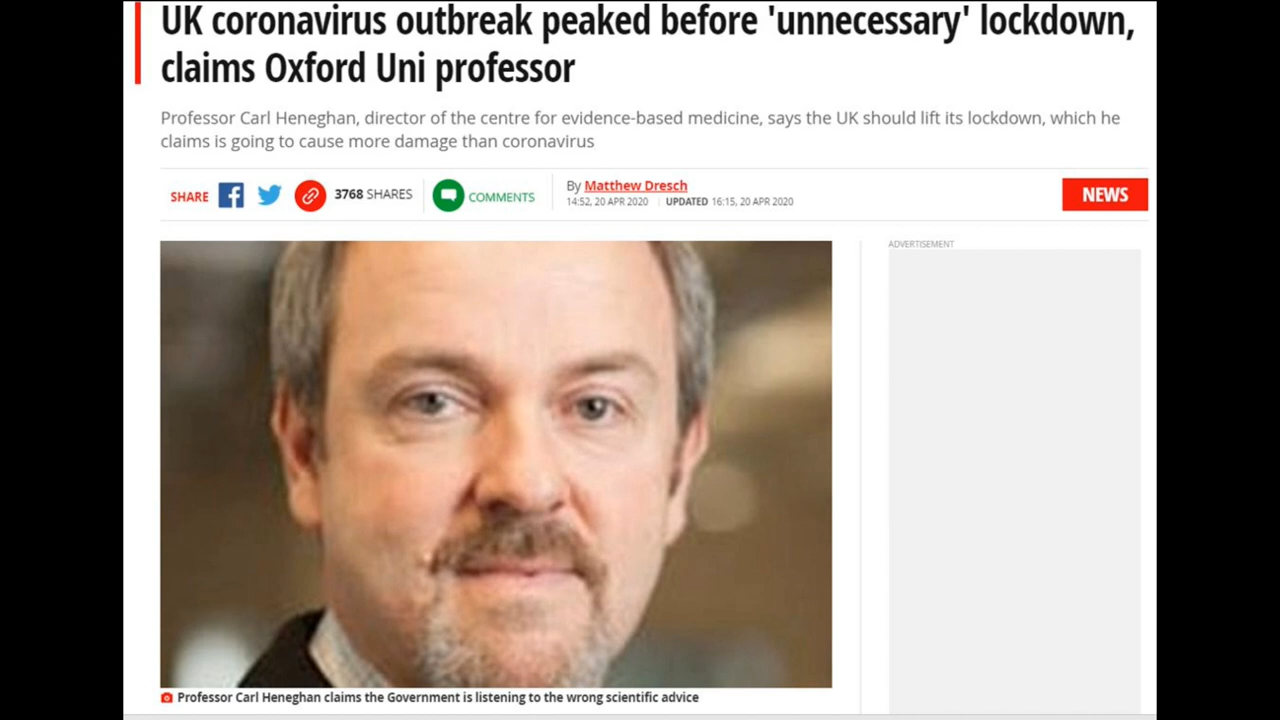 UK coronavirus outbreak peaked before 'unnecessary' lockdown,
claims Oxford Uni professor
Professor Carl Heneghan, director of the centre for evidence-based medicine, says the UK should lift its lockdown, which he
claims is going to cause more damage than coronavirus
SHARE 3768 SHARES COMMENTS
By Matthew Dresch
14:52, 20 APR 2020 | UPDATED 16:15, 20 APR 2020
NEWS
ADVERTISEMENT
Professor Carl Heneghan claims the Government is listening to the wrong scientific advice